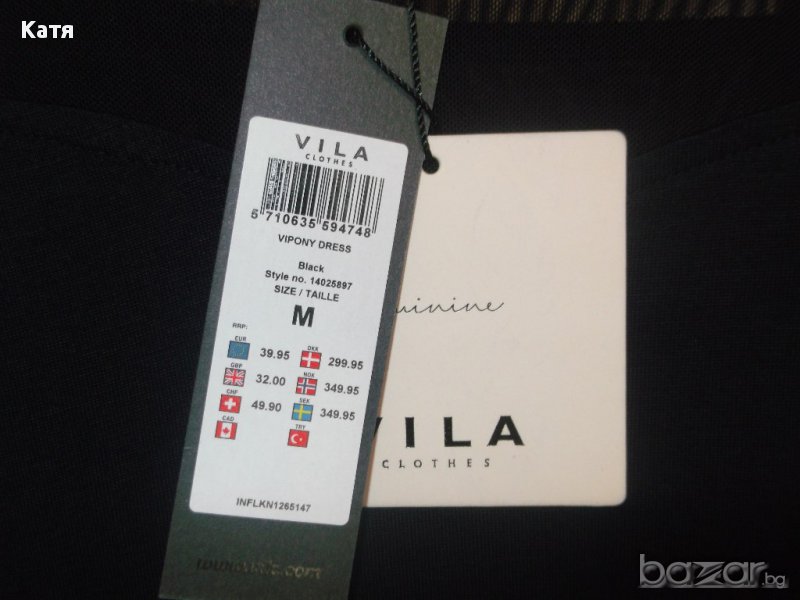 Катя
VILA
CLOTHES
5 710635 594748
VIPONY DRESS
Black
Style no. 14025897
SIZE / TAILLE
M
RRP:
EUR 39.95 DKK 299.95
GBP 32.00 NOK 349.95
CHF 49.90 SEK 349.95
CAD TRY
INFLKN1265147
VILA
CLOTHES
bazar.bg